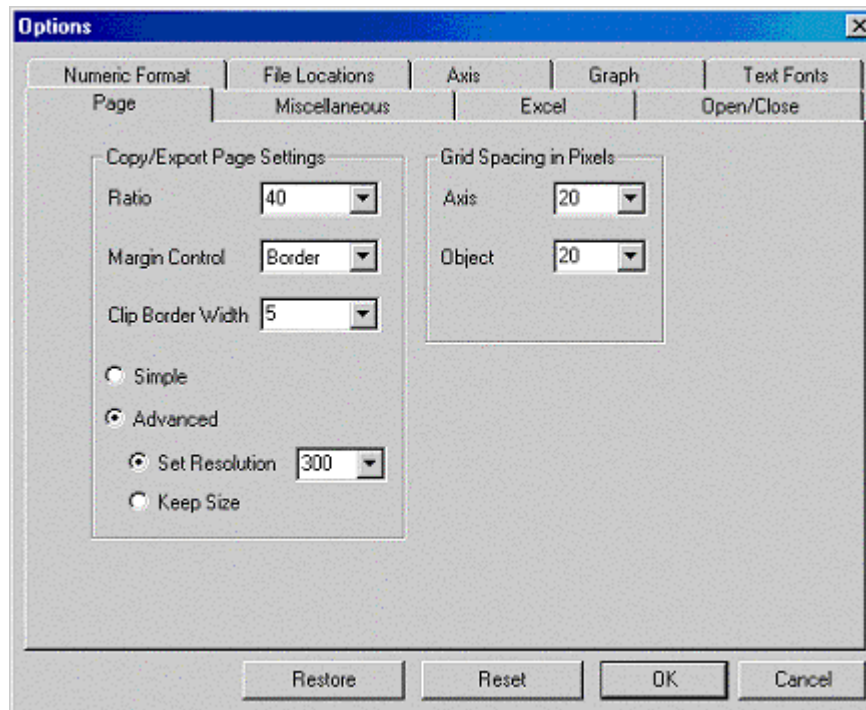 Options
Numeric Format File Locations Axis Graph Text Fonts
Page Miscellaneous Excel Open/Close
Copy/Export Page Settings
Ratio 40
Margin Control Border
Clip Border Width 5
Simple
Advanced
Set Resolution 300
Keep Size
Grid Spacing in Pixels
Axis 20
Object 20
Restore Reset OK Cancel